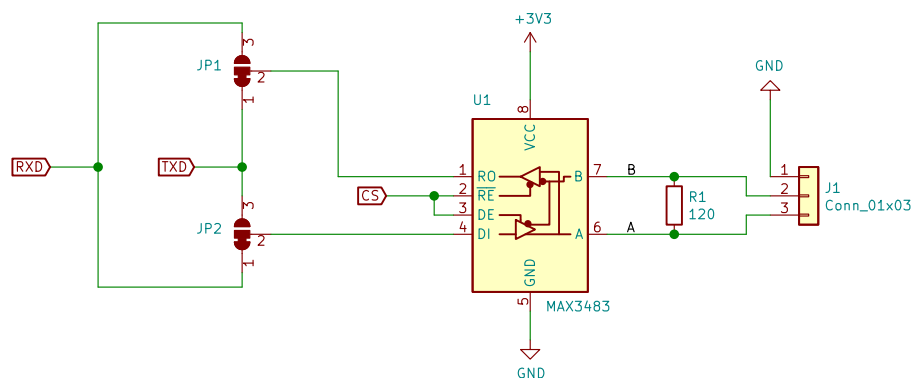 +3V3
GND
JP1
3
2
1
U1
8
VCC
RXD
TXD
CS
1
RO
2
RE
3
DE
4
DI
B
7
B
A
6
A
R1
120
1
2
3
J1
Conn_01x03
JP2
3
2
1
GND
5
MAX3483
GND